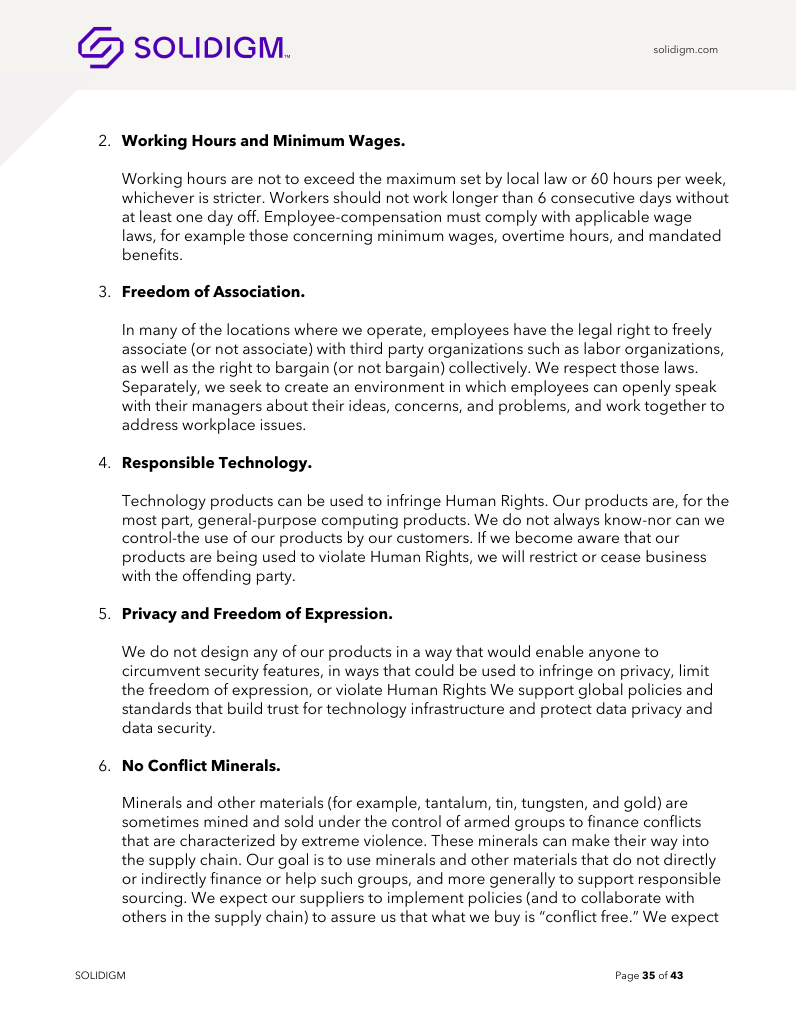 SOLIDIGM™
solidigm.com
2. Working Hours and Minimum Wages.
Working hours are not to exceed the maximum set by local law or 60 hours per week,
whichever is stricter. Workers should not work longer than 6 consecutive days without
at least one day off. Employee-compensation must comply with applicable wage
laws, for example those concerning minimum wages, overtime hours, and mandated
benefits.
3. Freedom of Association.
In many of the locations where we operate, employees have the legal right to freely
associate (or not associate) with third party organizations such as labor organizations,
as well as the right to bargain (or not bargain) collectively. We respect those laws.
Separately, we seek to create an environment in which employees can openly speak
with their managers about their ideas, concerns, and problems, and work together to
address workplace issues.
4. Responsible Technology.
Technology products can be used to infringe Human Rights. Our products are, for the
most part, general-purpose computing products. We do not always know-nor can we
control-the use of our products by our customers. If we become aware that our
products are being used to violate Human Rights, we will restrict or cease business
with the offending party.
5. Privacy and Freedom of Expression.
We do not design any of our products in a way that would enable anyone to
circumvent security features, in ways that could be used to infringe on privacy, limit
the freedom of expression, or violate Human Rights We support global policies and
standards that build trust for technology infrastructure and protect data privacy and
data security.
6. No Conflict Minerals.
Minerals and other materials (for example, tantalum, tin, tungsten, and gold) are
sometimes mined and sold under the control of armed groups to finance conflicts
that are characterized by extreme violence. These minerals can make their way into
the supply chain. Our goal is to use minerals and other materials that do not directly
or indirectly finance or help such groups, and more generally to support responsible
sourcing. We expect our suppliers to implement policies (and to collaborate with
others in the supply chain) to assure us that what we buy is “conflict free.” We expect
SOLIDIGM
Page 35 of 43